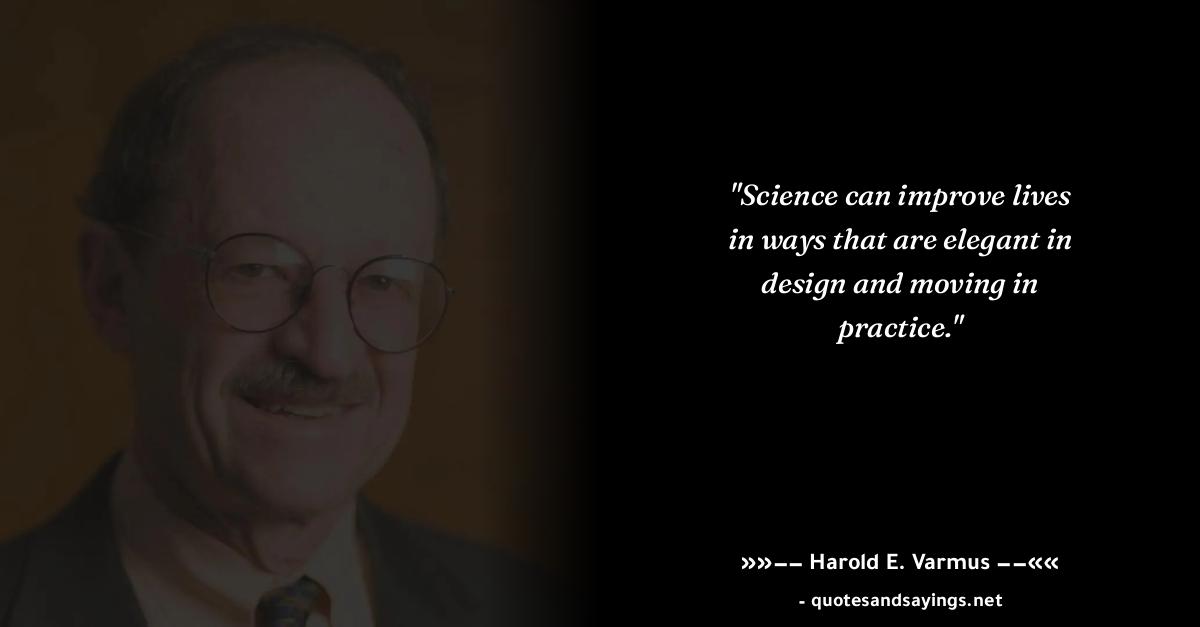 "Science can improve lives
in ways that are elegant in
design and moving in
practice."
»»−− Harold E. Varmus −−««
- quotesandsayings.net